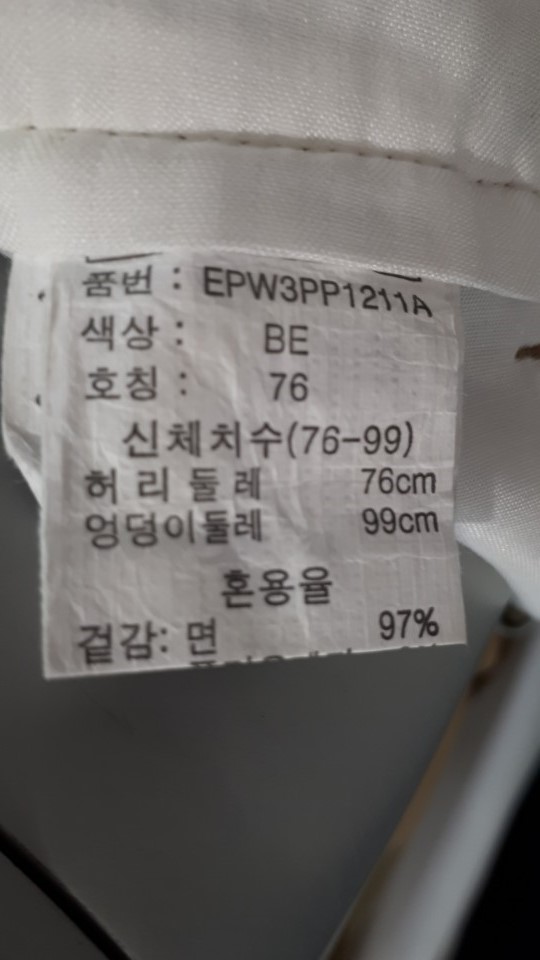 품번 : EPW3PP1211A
색상 : BE
호칭 : 76
신체치수(76-99)
허리둘레 76cm
엉덩이둘레 99cm
혼용율
겉감: 면 97%